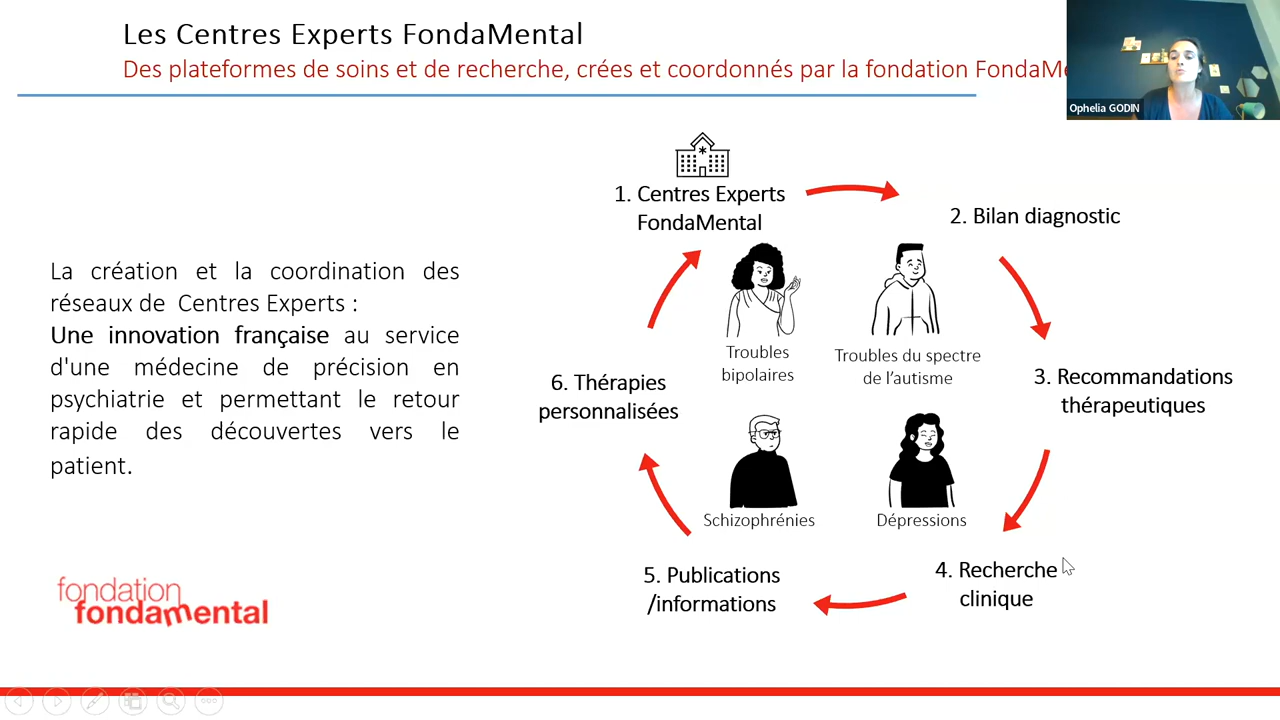 Les Centres Experts FondaMental
Des plateformes de soins et de recherche, crées et coordonnés par la fondation
Ophelia GODIN
1. Centres Experts
FondaMental
2. Bilan diagnostic
La création et la coordination des
réseaux de Centres Experts :
Une innovation française au service
d'une médecine de précision en
psychiatrie et permettant le retour
rapide des découvertes vers le
patient.
Troubles
bipolaires
Troubles du spectre
de l’autisme
3. Recommandations
thérapeutiques
6. Thérapies
personnalisées
Schizophrénies
Dépressions
4. Recherche
clinique
5. Publications
/informations
fondation
fondamental